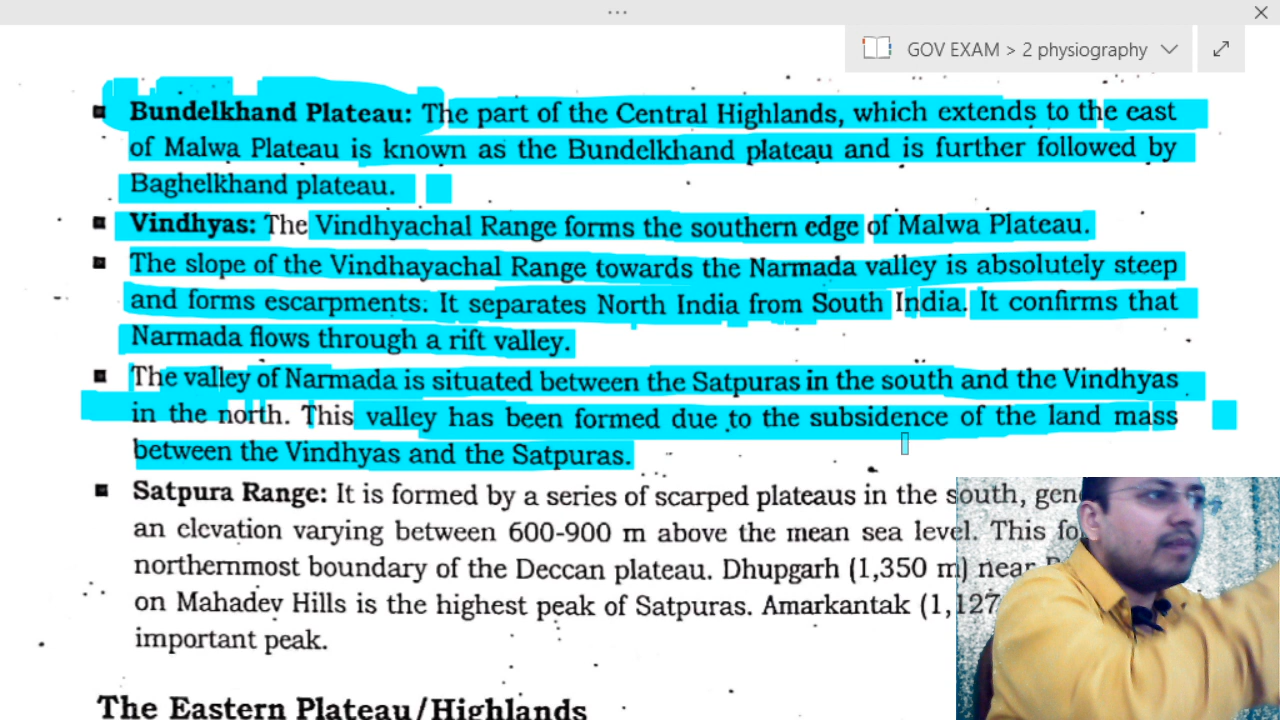 ...
GOV EXAM > 2 physiography
Bundelkhand Plateau: The part of the Central Highlands, which extends to the east
of Malwa Plateau is known as the Bundelkhand plateau and is further followed by
Baghelkhand plateau.
Vindhyas: The Vindhyachal Range forms the southern edge of Malwa Plateau.
The slope of the Vindhayachal Range towards the Narmada valley is absolutely steep
and forms escarpments. It separates North India from South India. It confirms that
Narmada flows through a rift valley.
The valley of Narmada is situated between the Satpuras in the south and the Vindhyas
in the north. This valley has been formed due to the subsidence of the land mass
between the Vindhyas and the Satpuras.
Satpura Range: It is formed by a series of scarped plateaus in the south,
an elevation varying between 600-900 m above the mean sea level. This
northernmost boundary of the Deccan plateau. Dhupgarh (1,350 m) near
on Mahadev Hills is the highest peak of Satpuras. Amarkantak (1,127
important peak.
The Eastern Plateau/Highlands